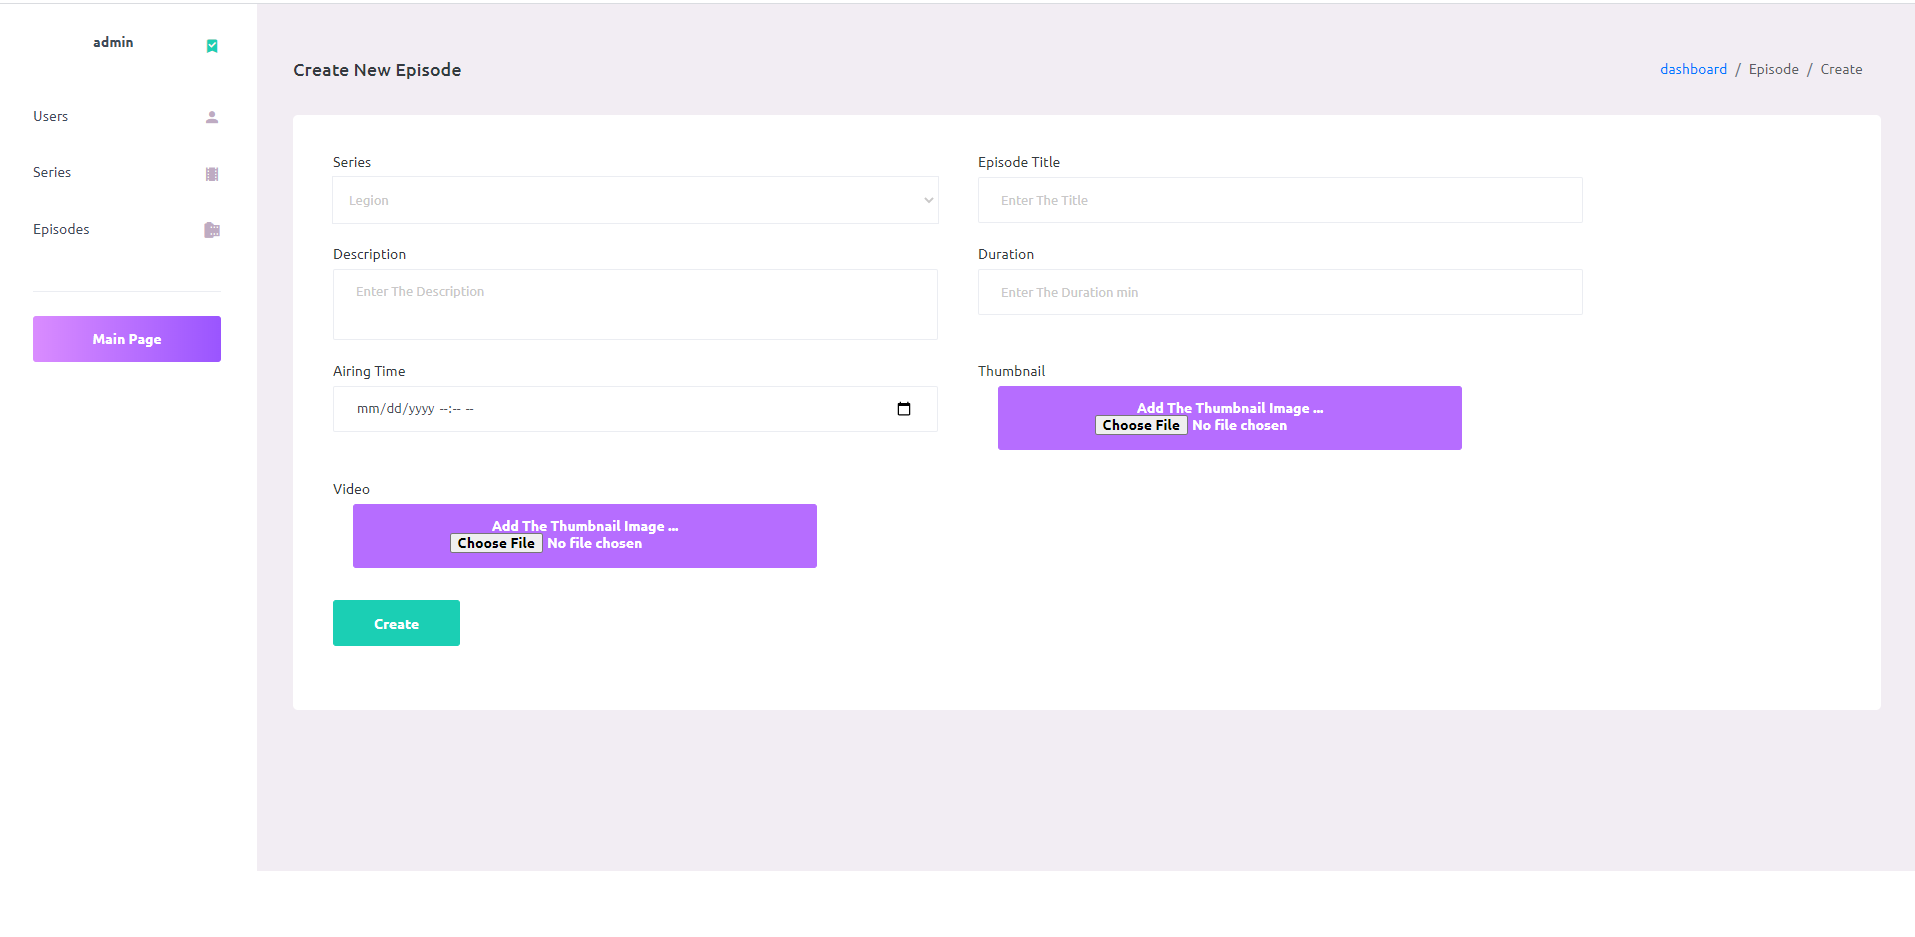 admin
Users
Series
Episodes
Main Page
Create New Episode
dashboard / Episode / Create
Series
Legion
Episode Title
Enter The Title
Description
Enter The Description
Duration
Enter The Duration min
Airing Time
mm/dd/yyyy --:-- --
Thumbnail
Add The Thumbnail Image ...
Choose File No file chosen
Video
Add The Thumbnail Image ...
Choose File No file chosen
Create